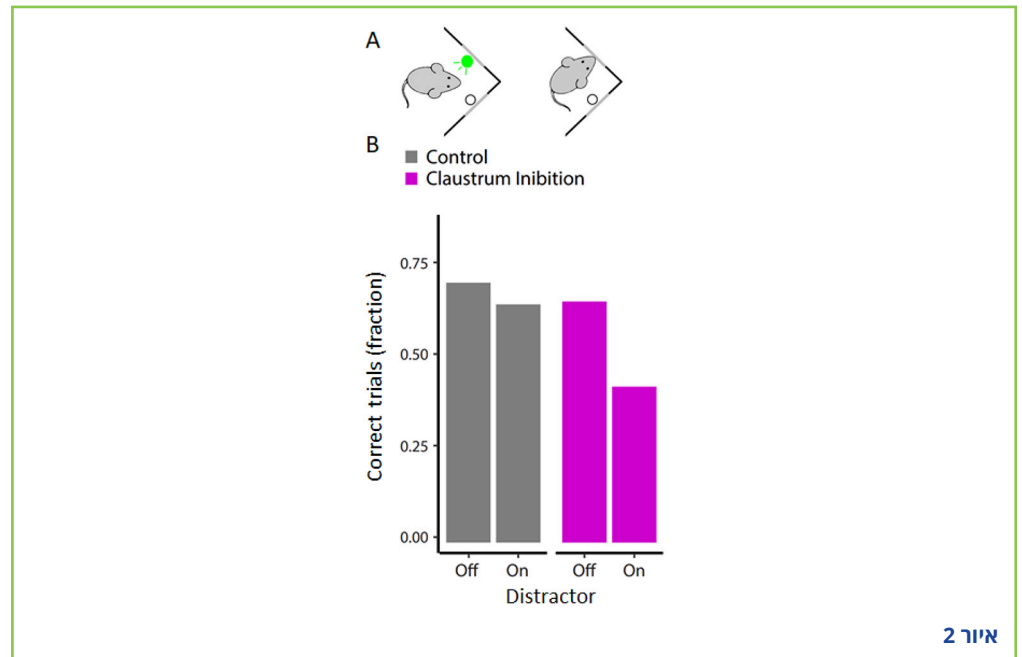 A
B
Control
Claustrum Inibition
Correct trials (fraction)
0.75
0.50
0.25
0.00
Off On Off On
Distractor
איור 2